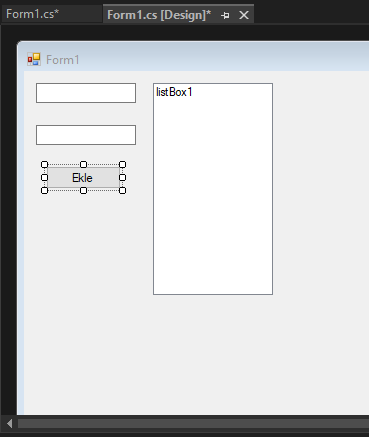 Form1.cs*
Form1.cs [Design]*
Form1
listBox1
Ekle